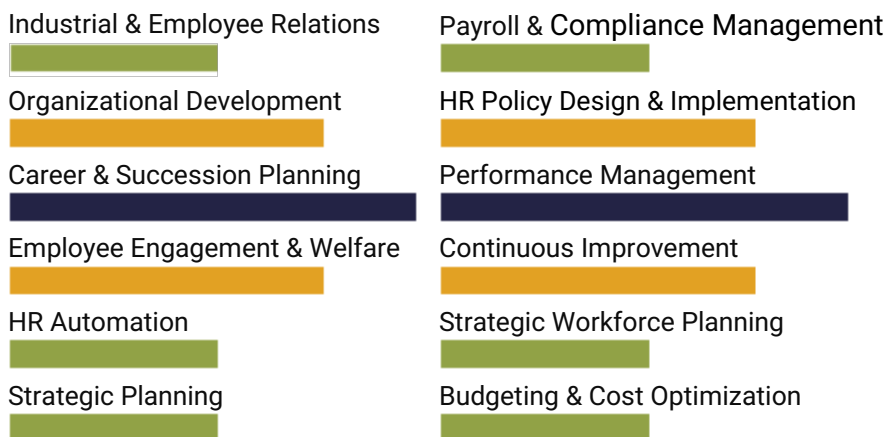 Industrial & Employee Relations
Payroll & Compliance Management
Organizational Development
HR Policy Design & Implementation
Career & Succession Planning
Performance Management
Employee Engagement & Welfare
Continuous Improvement
HR Automation
Strategic Workforce Planning
Strategic Planning
Budgeting & Cost Optimization